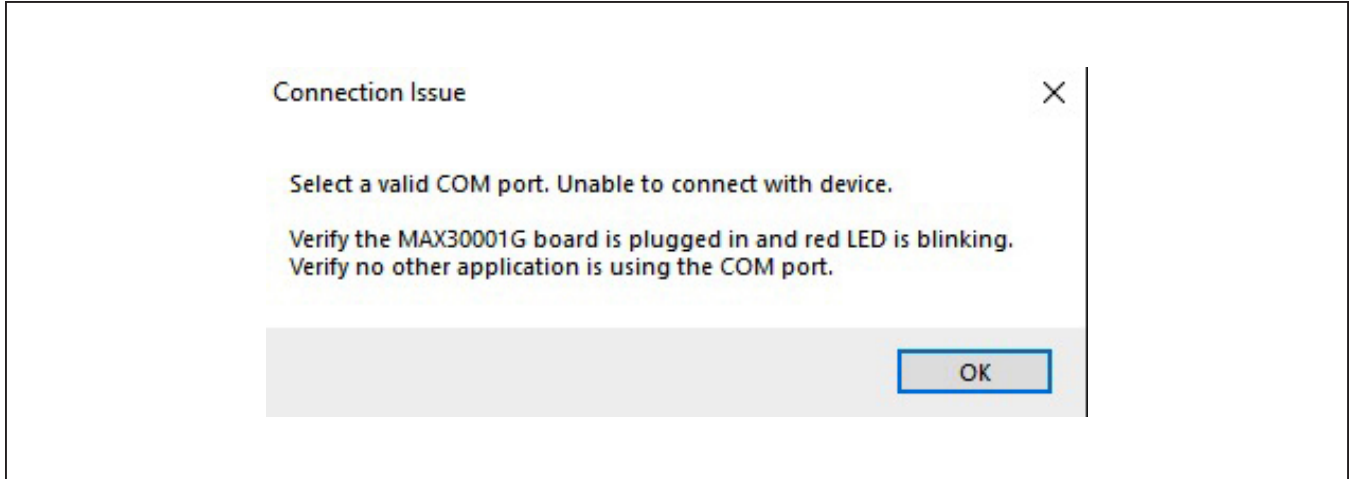 Connection Issue
Select a valid COM port. Unable to connect with device.
Verify the MAX30001G board is plugged in and red LED is blinking.
Verify no other application is using the COM port.
OK